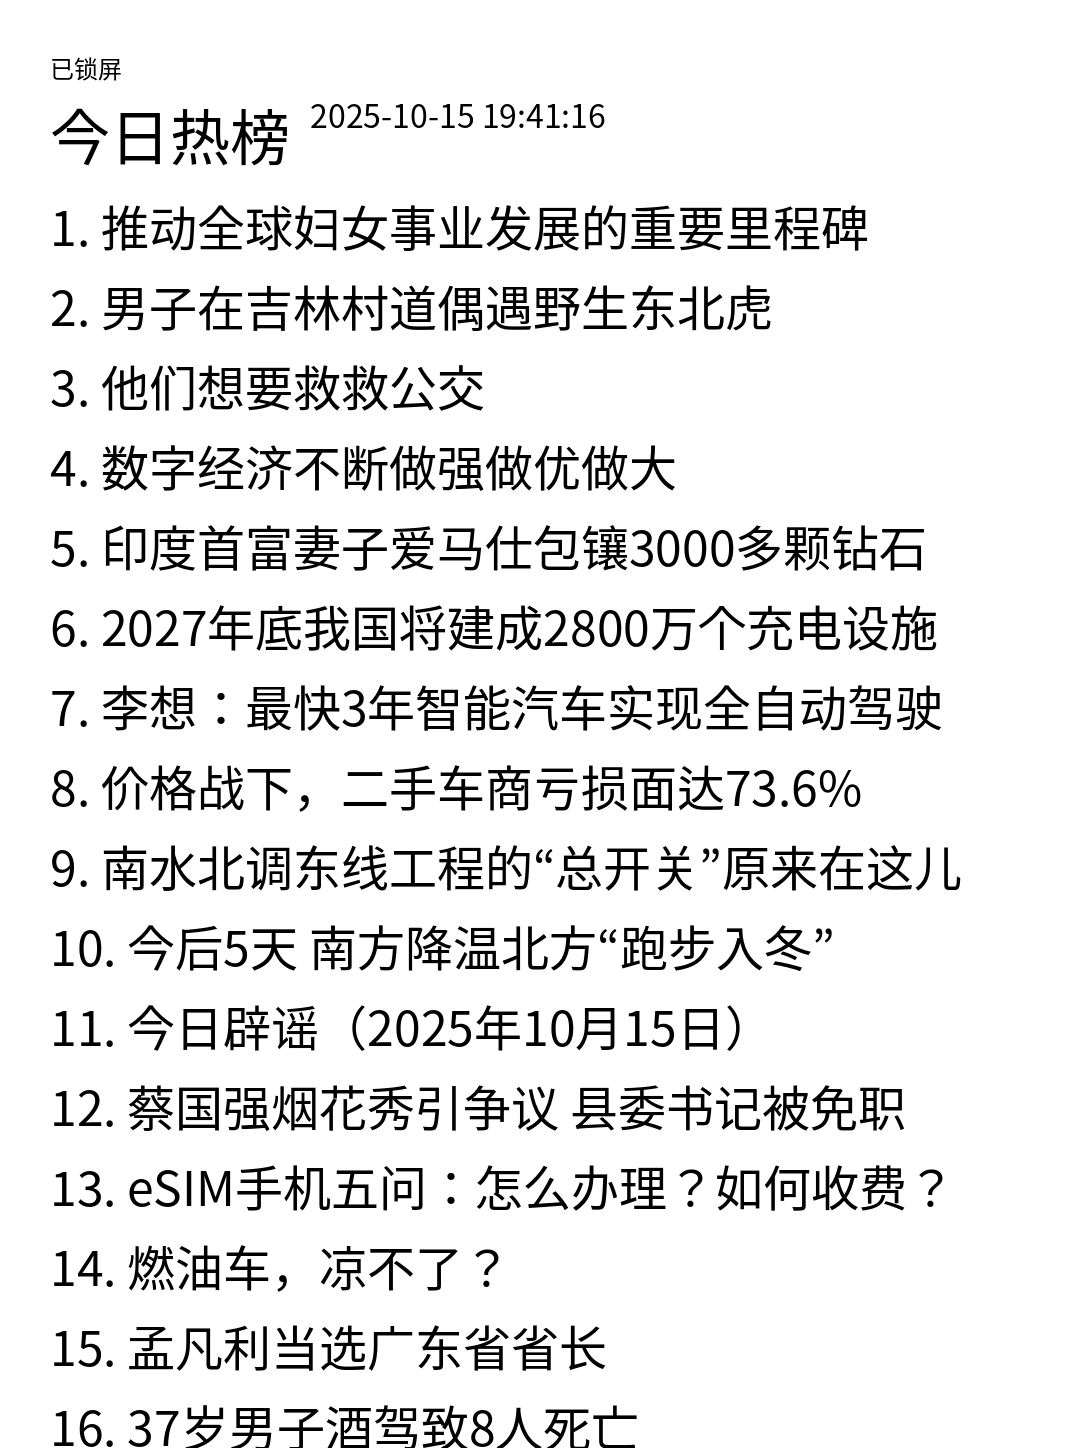 已锁屏
今日热榜 2025-10-15 19:41:16
1. 推动全球妇女事业发展的重要里程碑
2. 男子在吉林村道偶遇野生东北虎
3. 他们想要救救公交
4. 数字经济不断做强做优做大
5. 印度首富妻子爱马仕包镶3000多颗钻石
6. 2027年底我国将建成2800万个充电设施
7. 李想：最快3年智能汽车实现全自动驾驶
8. 价格战下，二手车商亏损面达73.6%
9. 南水北调东线工程的“总开关”原来在这儿
10. 今后5天 南方降温北方“跑步入冬”
11. 今日辟谣（2025年10月15日）
12. 蔡国强烟花秀引争议 县委书记被免职
13. eSIM手机五问：怎么办理？如何收费？
14. 燃油车，凉不了？
15. 孟凡利当选广东省省长
16. 37岁男子酒驾致8人死亡